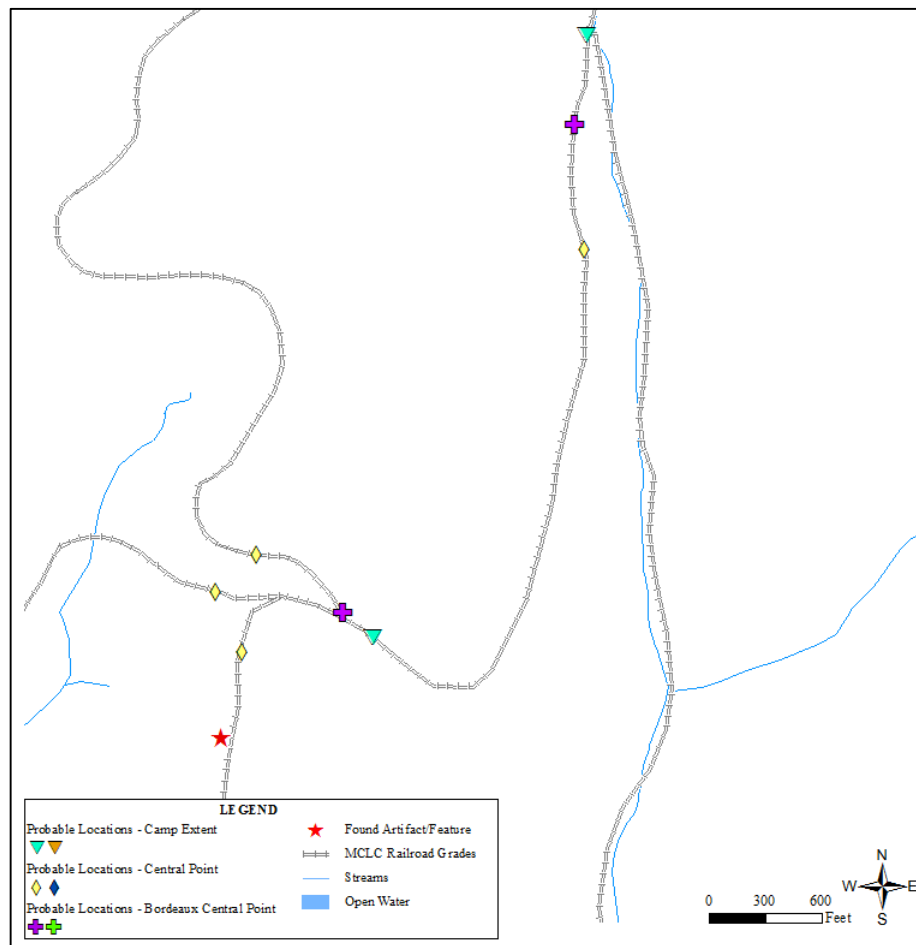 LEGEND
Probable Locations - Camp Extent
Probable Locations - Central Point
Probable Locations - Bordeaux Central Point
Found Artifact/Feature
MCLC Railroad Grades
Streams
Open Water
N
W E
S
0 300 600
Feet